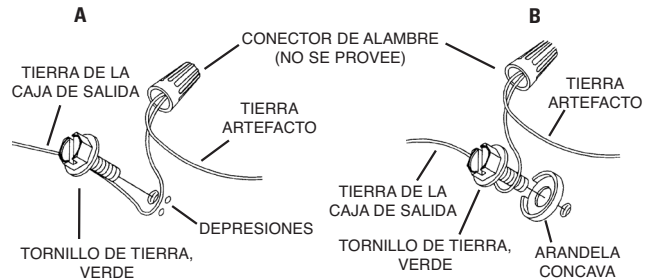 A
B
CONECTOR DE ALAMBRE
(NO SE PROVEE)
TIERRA DE LA
CAJA DE SALIDA
TIERRA
ARTEFACTO
DEPRESIONES
TORNILLO DE TIERRA,
VERDE
TIERRA
ARTEFACTO
TIERRA DE LA
CAJA DE SALIDA
TORNILLO DE TIERRA,
VERDE
ARANDELA
CONCAVA